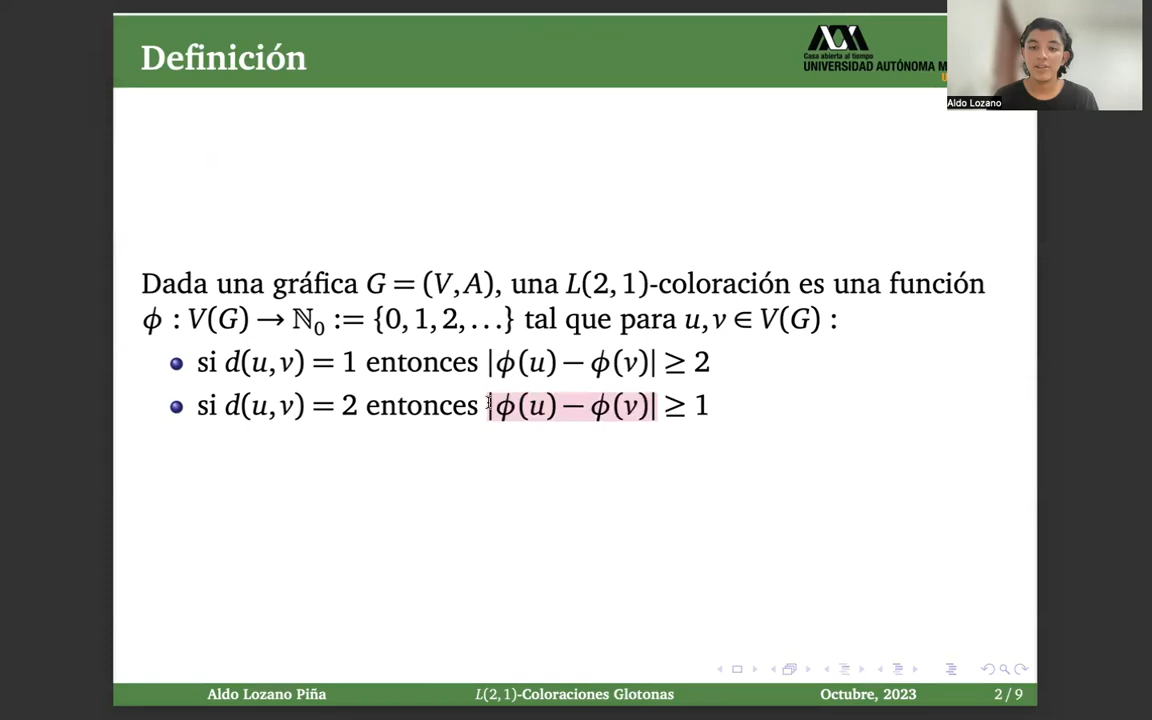 Definición
Casa abierta al tiempo
UNIVERSIDAD AUTÓNOMA
Aldo Lozano
Dada una gráfica G = (V, A), una L(2, 1)-coloración es una función
ϕ : V(G) → ℕ₀ := {0, 1, 2, …} tal que para u, v ∈ V(G) :
si d(u, v) = 1 entonces |ϕ(u) − ϕ(v)| ≥ 2
si d(u, v) = 2 entonces |ϕ(u) − ϕ(v)| ≥ 1
Aldo Lozano Piña
L(2, 1)-Coloraciones Glotonas
Octubre, 2023
2 / 9